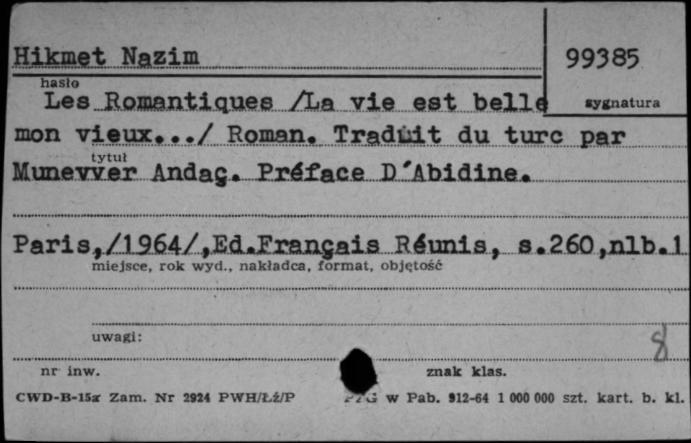 Hikmet Nazim
99385
hasło
Les Romantiques /La vie est belle
sygnatura
mon vieux.../ Roman. Traduit du turc par
tytuł
Munevver Andaç. Préface D'Abidine.
Paris,/1964/,Ed.Français Réunis, s.260,nlb.1
miejsce, rok wyd., nakładca, format, objętość
uwagi:
8
nr inw.
znak klas.
CWD-B-15a Zam. Nr 2924 PWH/Łź/P
w Pab. 912-64 1 000 000 szt. kart. b. kl.